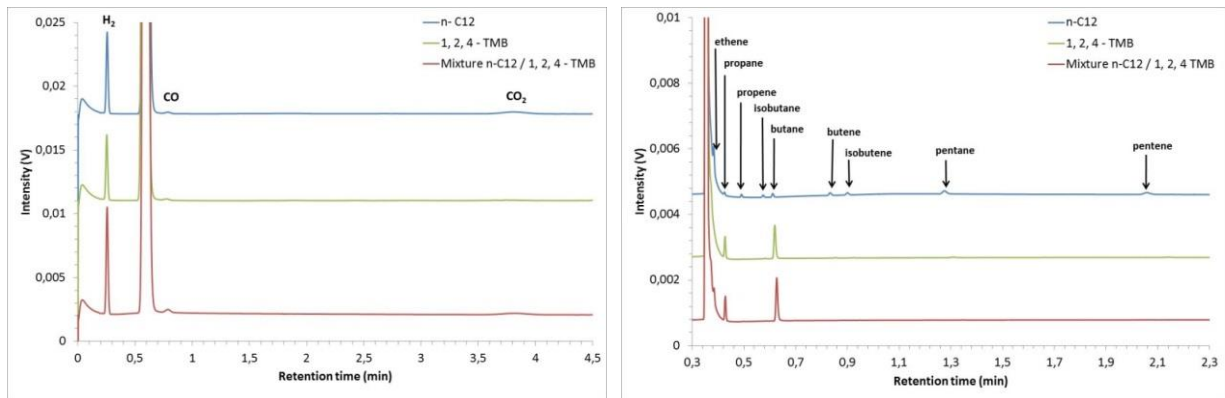 H2
n- C12
1, 2, 4 - TMB
Mixture n-C12 / 1, 2, 4 - TMB
CO
CO2
0,025
0,02
0,015
0,01
0,005
0
Intensity (V)
0 0,5 1 1,5 2 2,5 3 3,5 4 4,5
Retention time (min)
n-C12
1, 2, 4 - TMB
Mixture n-C12 / 1, 2, 4 TMB
ethene
propane
propene
isobutane
butane
butene
isobutene
pentane
pentene
0,01
0,008
0,006
0,004
0,002
0
Intensity (V)
0,3 0,5 0,7 0,9 1,1 1,3 1,5 1,7 1,9 2,1 2,3
Retention time (min)